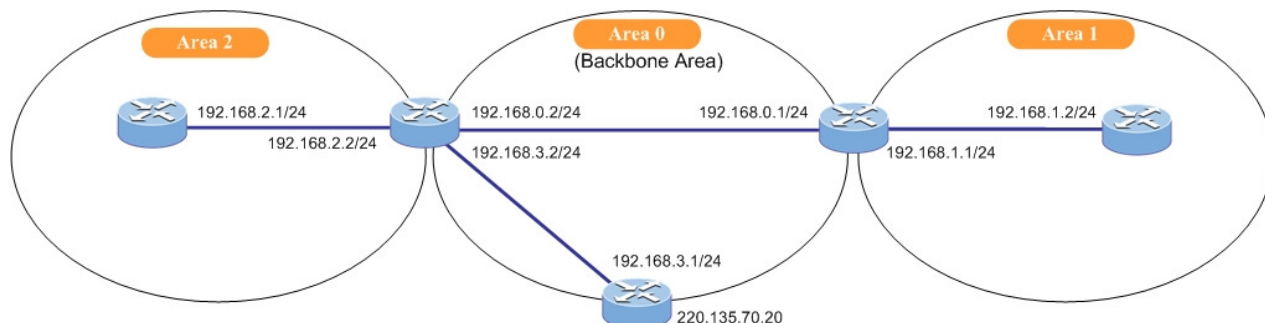 Area 2
Area 0
(Backbone Area)
Area 1
192.168.2.1/24
192.168.2.2/24
192.168.0.2/24
192.168.3.2/24
192.168.0.1/24
192.168.1.1/24
192.168.1.2/24
192.168.3.1/24
220.135.70.20